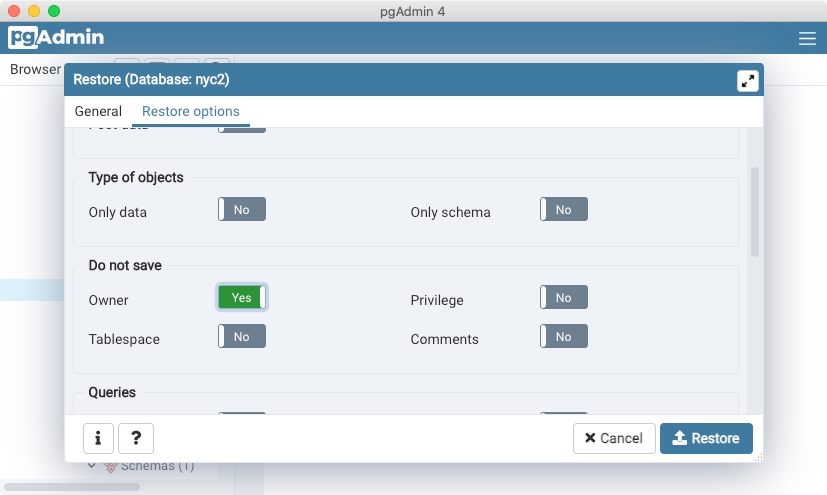 pgAdmin 4
pgAdmin
Browser
Restore (Database: nyc2)
General Restore options
Type of objects
Only data No Only schema No
Do not save
Owner Yes Privilege No
Tablespace No Comments No
Queries
i ? Cancel Restore
Schemas (1)